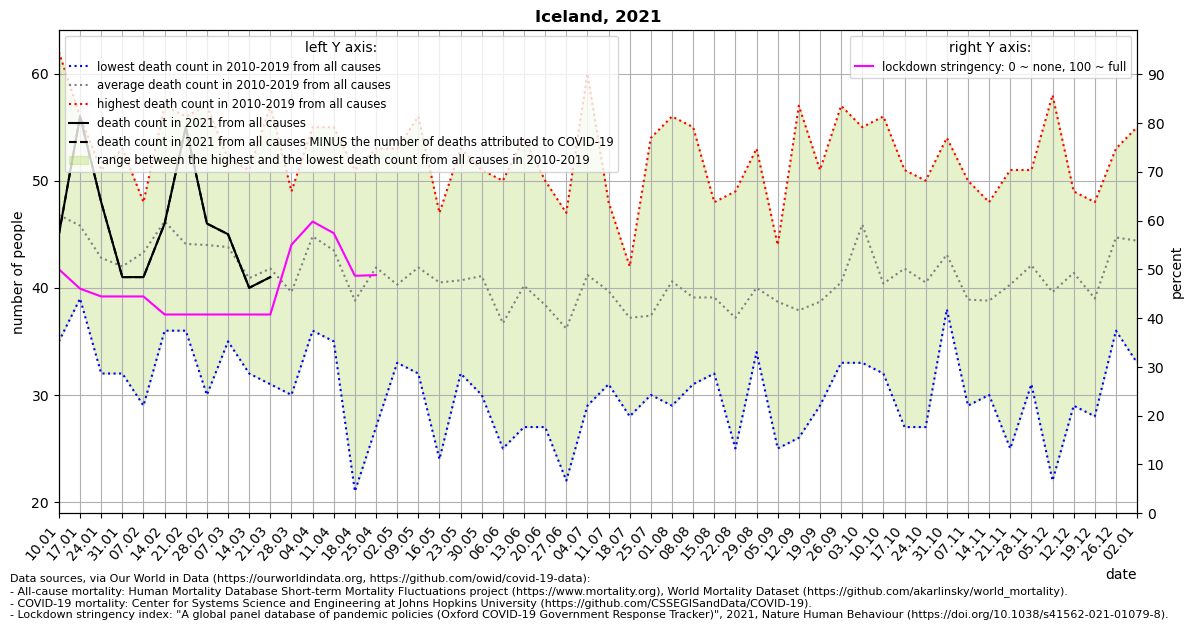 Iceland, 2021
left Y axis:
lowest death count in 2010-2019 from all causes
average death count in 2010-2019 from all causes
highest death count in 2010-2019 from all causes
death count in 2021 from all causes
death count in 2021 from all causes MINUS the number of deaths attributed to COVID-19
range between the highest and the lowest death count from all causes in 2010-2019
right Y axis:
lockdown stringency: 0 ~ none, 100 ~ full
number of people
60
50
40
30
20
percent
90
80
70
60
50
40
30
20
10
0
10.01 17.01 24.01 31.01 07.02 14.02 21.02 28.02 07.03 14.03 21.03 28.03 04.04 11.04 18.04 25.04 02.05 09.05 16.05 23.05 30.05 06.06 13.06 20.06 27.06 04.07 11.07 18.07 25.07 01.08 08.08 15.08 22.08 29.08 05.09 12.09 19.09 26.09 03.10 10.10 17.10 24.10 31.10 07.11 14.11 21.11 28.11 05.12 12.12 19.12 26.12 02.01
date
Data sources, via Our World in Data (https://ourworldindata.org, https://github.com/owid/covid-19-data):
- All-cause mortality: Human Mortality Database Short-term Mortality Fluctuations project (https://www.mortality.org), World Mortality Dataset (https://github.com/akarlinsky/world_mortality).
- COVID-19 mortality: Center for Systems Science and Engineering at Johns Hopkins University (https://github.com/CSSEGISandData/COVID-19).
- Lockdown stringency index: "A global panel database of pandemic policies (Oxford COVID-19 Government Response Tracker)", 2021, Nature Human Behaviour (https://doi.org/10.1038/s41562-021-01079-8).